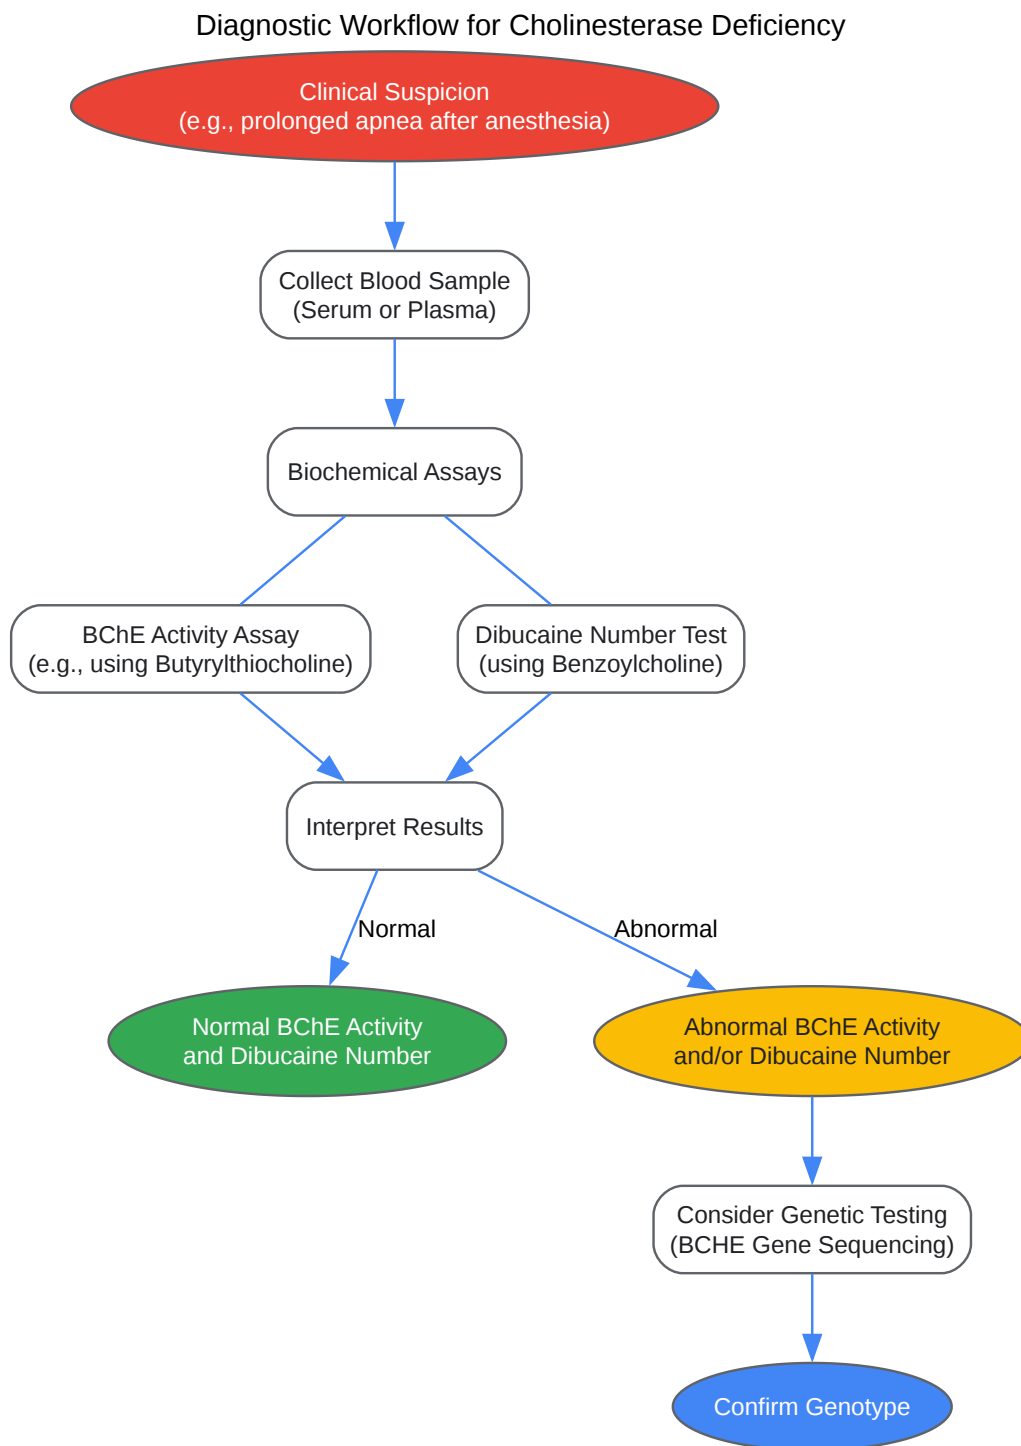 Diagnostic Workflow for Cholinesterase Deficiency
Clinical Suspicion
(e.g., prolonged apnea after anesthesia)
Collect Blood Sample
(Serum or Plasma)
Biochemical Assays
BChE Activity Assay
(e.g., using Butyrylthiocholine)
Dibucaine Number Test
(using Benzoylcholine)
Interpret Results
Normal
Abnormal
Normal BChE Activity
and Dibucaine Number
Abnormal BChE Activity
and/or Dibucaine Number
Consider Genetic Testing
(BCHE Gene Sequencing)
Confirm Genotype